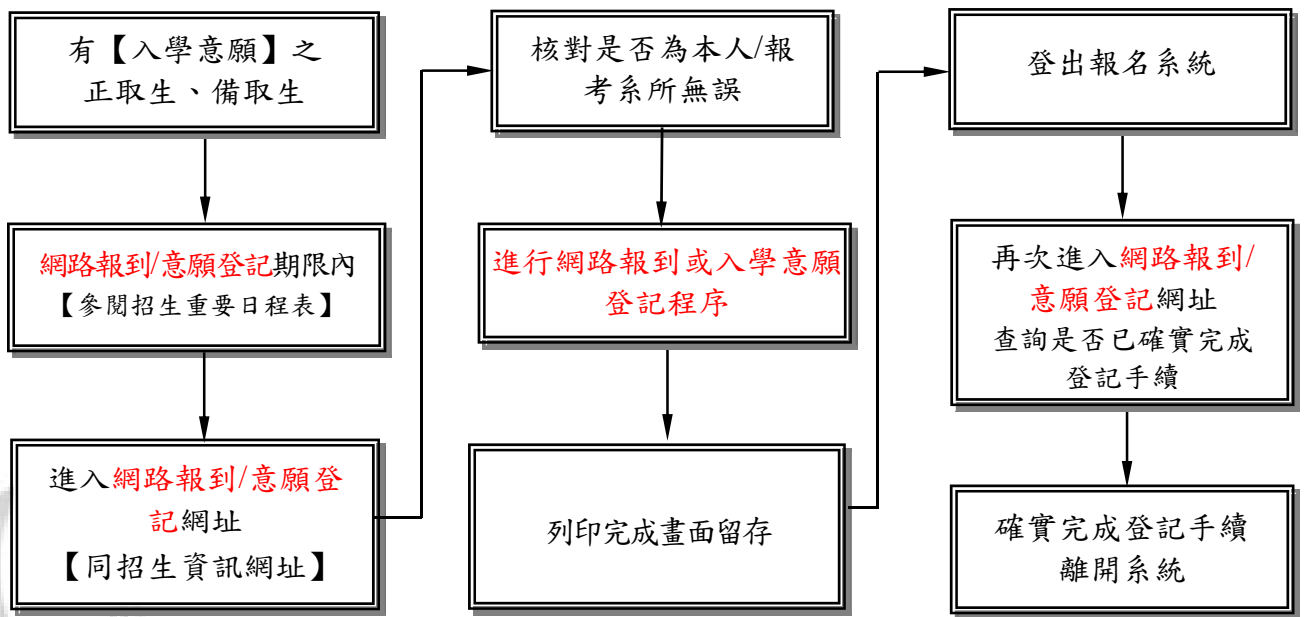 有【入學意願】之
正取生、備取生
網路報到/意願登記期限內
【參閱招生重要日程表】
進入網路報到/意願登
記網址
【同招生資訊網址】
核對是否為本人/報
考系所無誤
進行網路報到或入學意願
登記程序
列印完成畫面留存
登出報名系統
再次進入網路報到/
意願登記網址
查詢是否已確實完成
登記手續
確實完成登記手續
離開系統